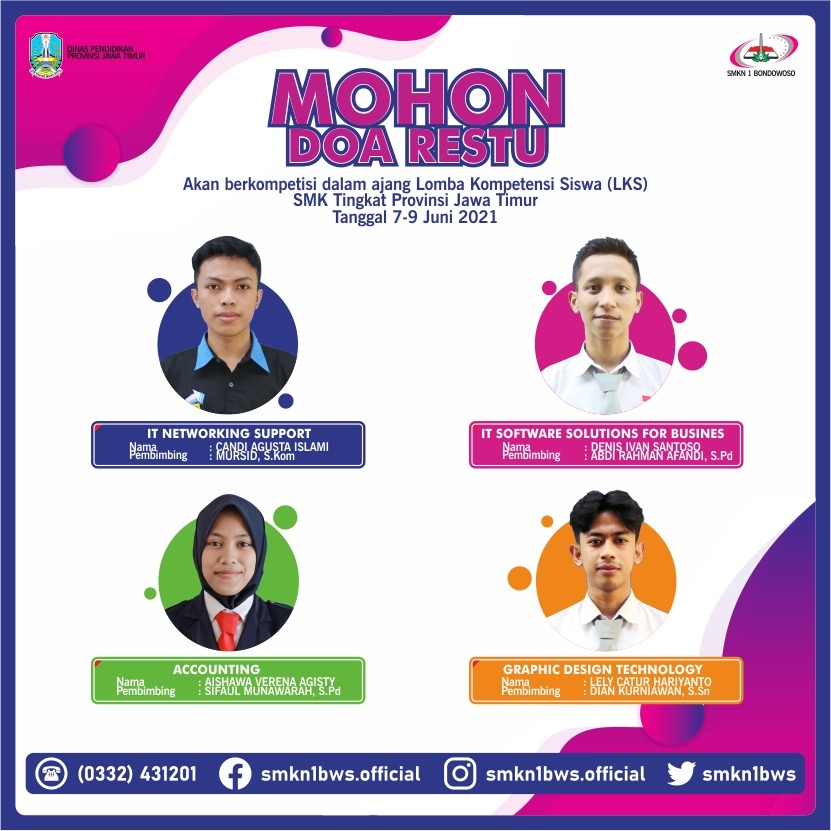 DINAS PENDIDIKAN
PROVINSI JAWA TIMUR
SMKN 1 BONDOWOSO
MOHON
DOA RESTU
Akan berkompetisi dalam ajang Lomba Kompetensi Siswa (LKS)
SMK Tingkat Provinsi Jawa Timur
Tanggal 7-9 Juni 2021
IT NETWORKING SUPPORT
Nama : CANDI AGUSTA ISLAMI
Pembimbing : MURSID, S.Kom
IT SOFTWARE SOLUTIONS FOR BUSINES
Nama : DENIS IVAN SANTOSO
Pembimbing : ABDI RAHMAN AFANDI, S.Pd
ACCOUNTING
Nama : AISHAWA VERENA AGISTY
Pembimbing : SIFAUL MUNAWARAH, S.Pd
GRAPHIC DESIGN TECHNOLOGY
Nama : LELY CATUR HARIYANTO
Pembimbing : DIAN KURNIAWAN, S.Sn
(0332) 431201
smkn1bws.official
smkn1bws.official
smkn1bws